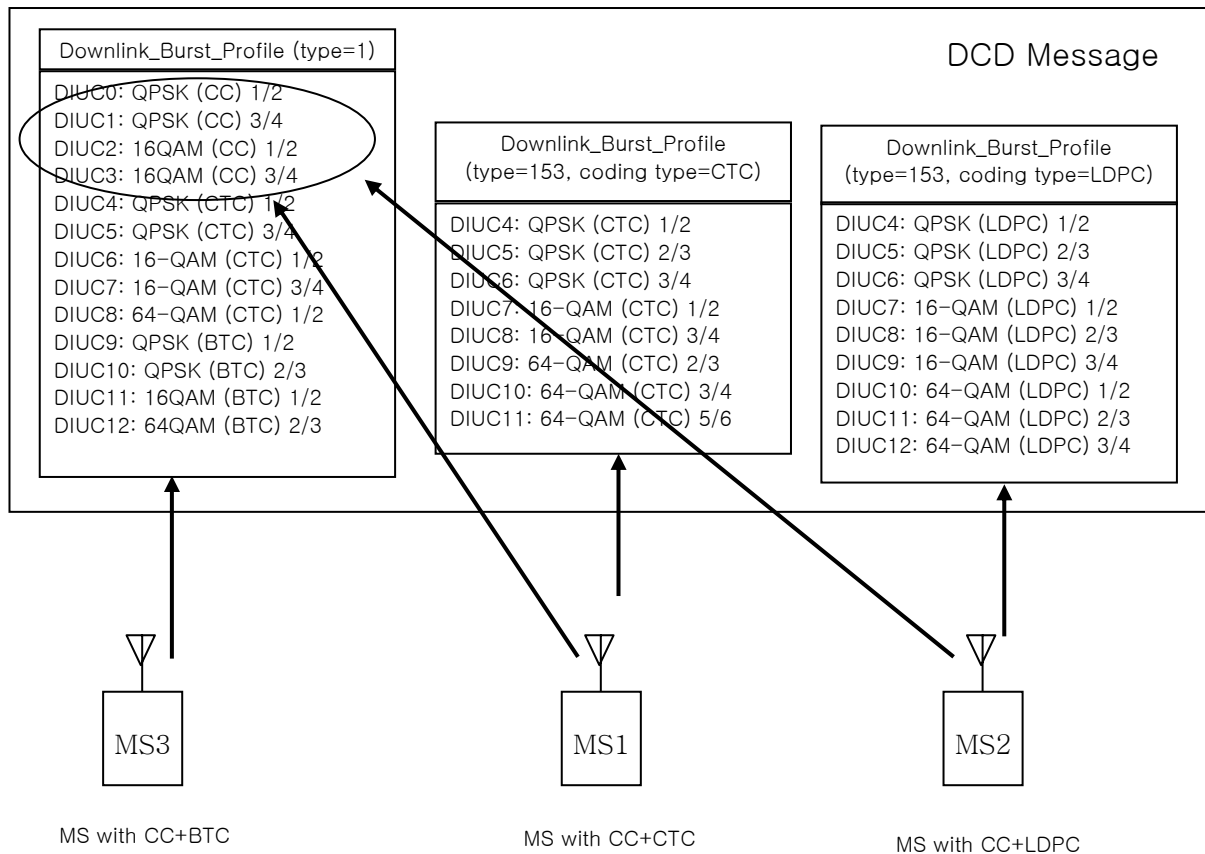 DCD Message
Downlink_Burst_Profile (type=1)
DIUC0: QPSK (CC) 1/2
DIUC1: QPSK (CC) 3/4
DIUC2: 16QAM (CC) 1/2
DIUC3: 16QAM (CC) 3/4
DIUC4: QPSK (CTC) 1/2
DIUC5: QPSK (CTC) 3/4
DIUC6: 16-QAM (CTC) 1/2
DIUC7: 16-QAM (CTC) 3/4
DIUC8: 64-QAM (CTC) 1/2
DIUC9: QPSK (BTC) 1/2
DIUC10: QPSK (BTC) 2/3
DIUC11: 16QAM (BTC) 1/2
DIUC12: 64QAM (BTC) 2/3
Downlink_Burst_Profile
(type=153, coding type=CTC)
DIUC4: QPSK (CTC) 1/2
DIUC5: QPSK (CTC) 2/3
DIUC6: QPSK (CTC) 3/4
DIUC7: 16-QAM (CTC) 1/2
DIUC8: 16-QAM (CTC) 3/4
DIUC9: 64-QAM (CTC) 2/3
DIUC10: 64-QAM (CTC) 3/4
DIUC11: 64-QAM (CTC) 5/6
Downlink_Burst_Profile
(type=153, coding type=LDPC)
DIUC4: QPSK (LDPC) 1/2
DIUC5: QPSK (LDPC) 2/3
DIUC6: QPSK (LDPC) 3/4
DIUC7: 16-QAM (LDPC) 1/2
DIUC8: 16-QAM (LDPC) 2/3
DIUC9: 16-QAM (LDPC) 3/4
DIUC10: 64-QAM (LDPC) 1/2
DIUC11: 64-QAM (LDPC) 2/3
DIUC12: 64-QAM (LDPC) 3/4
MS3
MS1
MS2
MS with CC+BTC
MS with CC+CTC
MS with CC+LDPC